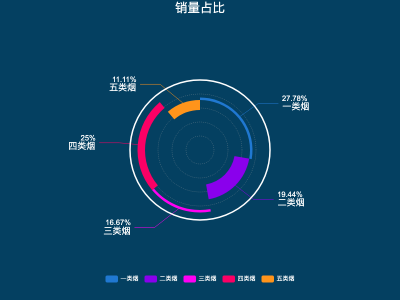 销量占比
11.11%
五类烟
27.78%
一类烟
25%
四类烟
19.44%
二类烟
16.67%
三类烟
一类烟 二类烟 三类烟 四类烟 五类烟